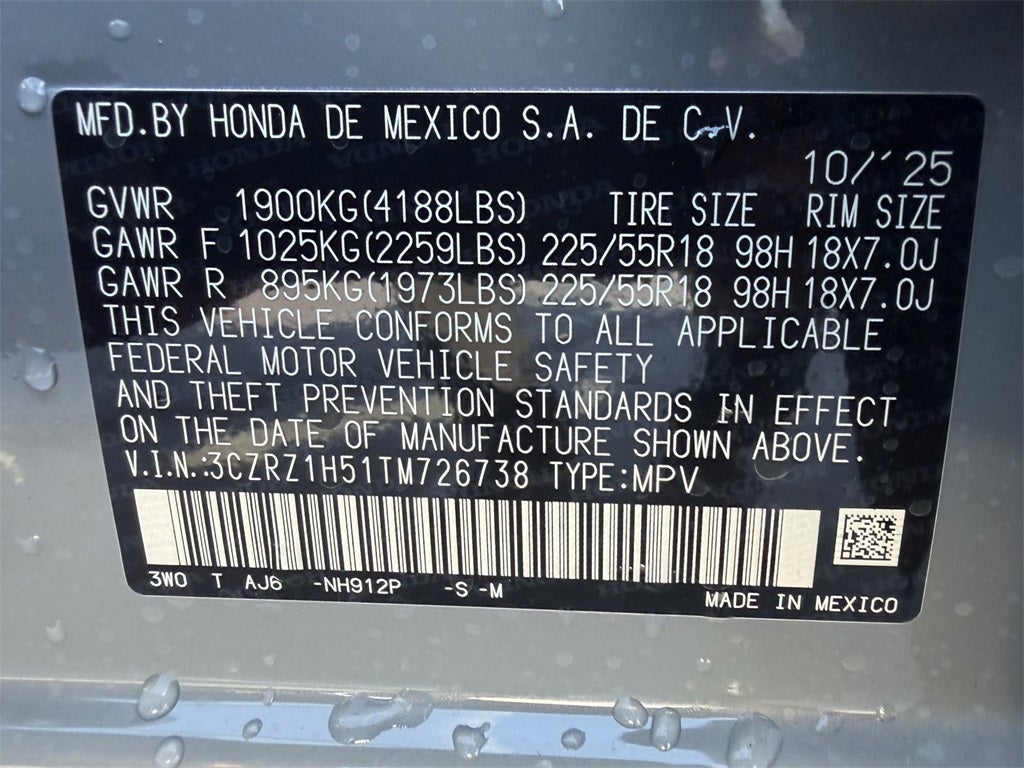 MFD.BY HONDA DE MEXICO S.A. DE C.V.
10/'25
GVWR 1900KG(4188LBS) TIRE SIZE RIM SIZE
GAWR F 1025KG(2259LBS) 225/55R18 98H 18X7.0J
GAWR R 895KG(1973LBS) 225/55R18 98H 18X7.0J
THIS VEHICLE CONFORMS TO ALL APPLICABLE
FEDERAL MOTOR VEHICLE SAFETY
AND THEFT PREVENTION STANDARDS IN EFFECT
ON THE DATE OF MANUFACTURE SHOWN ABOVE.
V.I.N.:3CZRZ1H51TM726738 TYPE:MPV
3W0 T AJ6 -NH912P -S -M
MADE IN MEXICO